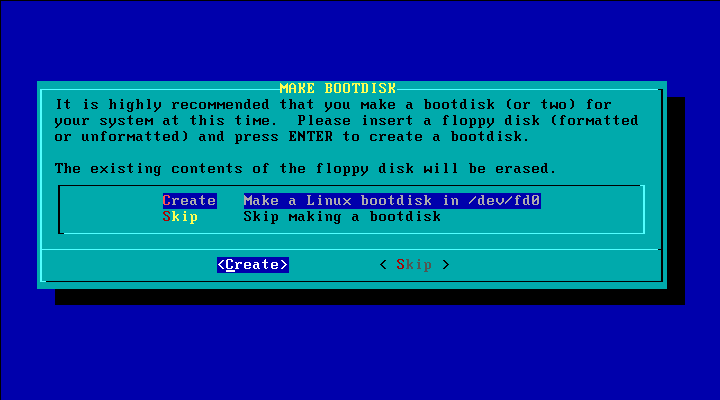 MAKE BOOTDISK
It is highly recommended that you make a bootdisk (or two) for
your system at this time.  Please insert a floppy disk (formatted
or unformatted) and press ENTER to create a bootdisk.
The existing contents of the floppy disk will be erased.
Create   Make a Linux bootdisk in /dev/fd0
Skip     Skip making a bootdisk
<Create>          < Skip >